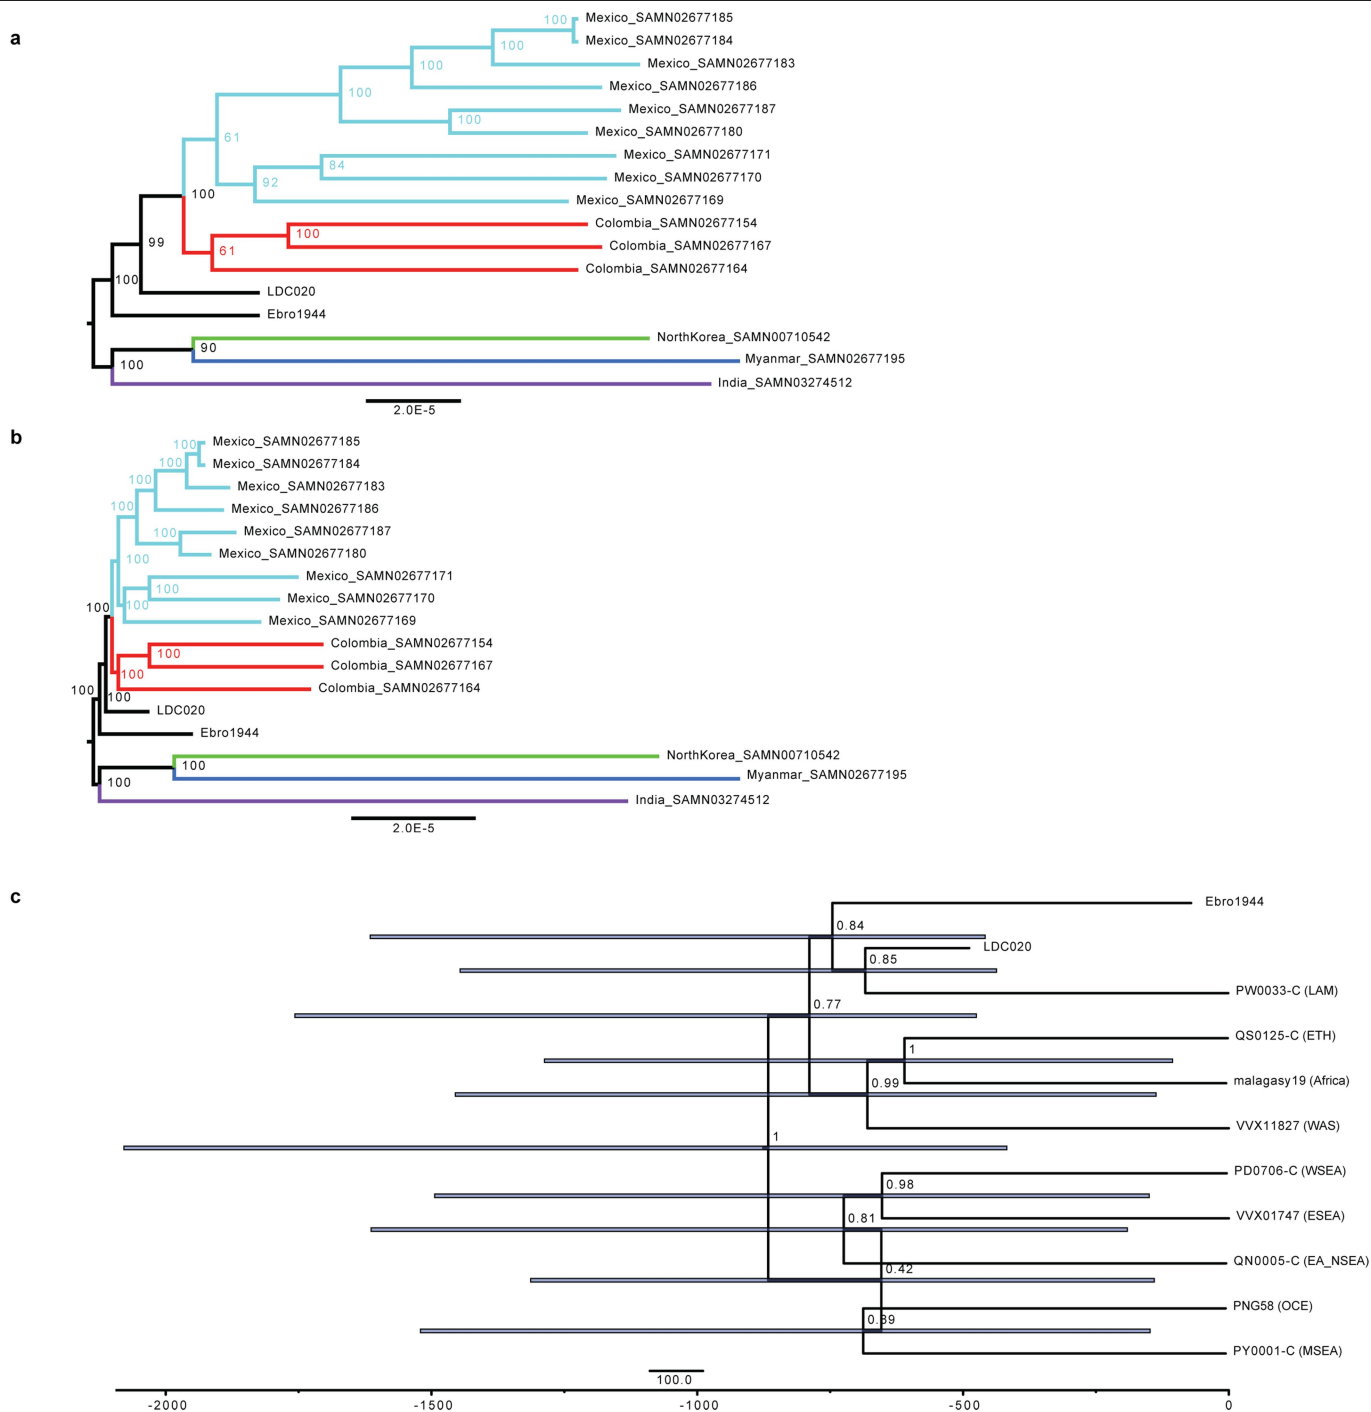 a
100 Mexico_SAMN02677185
Mexico_SAMN02677184
100
Mexico_SAMN02677183
100
Mexico_SAMN02677186
100
Mexico_SAMN02677187
100
Mexico_SAMN02677180
61
Mexico_SAMN02677171
84
Mexico_SAMN02677170
92
100
Mexico_SAMN02677169
Colombia_SAMN02677154
100
Colombia_SAMN02677167
99
61
Colombia_SAMN02677164
100
LDC020
Ebro1944
NorthKorea_SAMN00710542
90
Myanmar_SAMN02677195
100
India_SAMN03274512
2.0E-5
b
100 Mexico_SAMN02677185
100 Mexico_SAMN02677184
100 Mexico_SAMN02677183
100 Mexico_SAMN02677186
100 Mexico_SAMN02677187
100 Mexico_SAMN02677180
Mexico_SAMN02677171
100
Mexico_SAMN02677170
100
100
Mexico_SAMN02677169
Colombia_SAMN02677154
100
Colombia_SAMN02677167
100
Colombia_SAMN02677164
100 100
LDC020
Ebro1944
NorthKorea_SAMN00710542
100
Myanmar_SAMN02677195
100
India_SAMN03274512
2.0E-5
c
Ebro1944
0.84
LDC020
0.85
PW0033-C (LAM)
0.77
QS0125-C (ETH)
1
malagasy19 (Africa)
0.99
VVX11827 (WAS)
1
PD0706-C (WSEA)
0.98
VVX01747 (ESEA)
0.81
QN0005-C (EA_NSEA)
0.42
PNG58 (OCE)
PY0001-C (MSEA)
100.0
-2000 -1500 -1000 -500 0